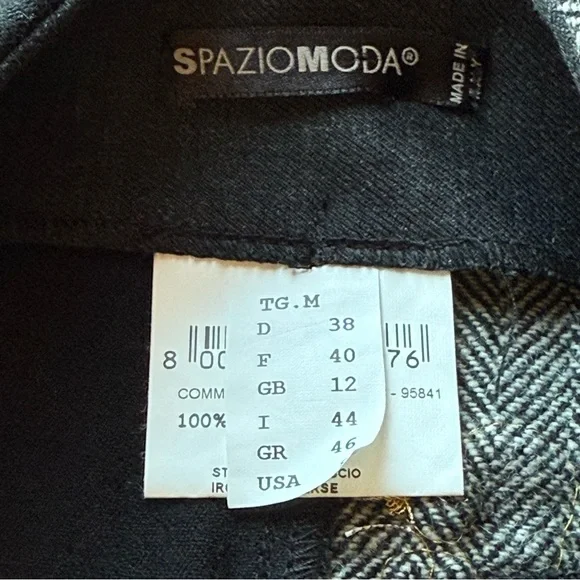 SPAZIOMODA®
MADE IN
TG.M
D 38
F 40
GB 12
I 44
GR 46
USA
8 00 76
COMM - 95841
100%
ST CIO
IRO RSE